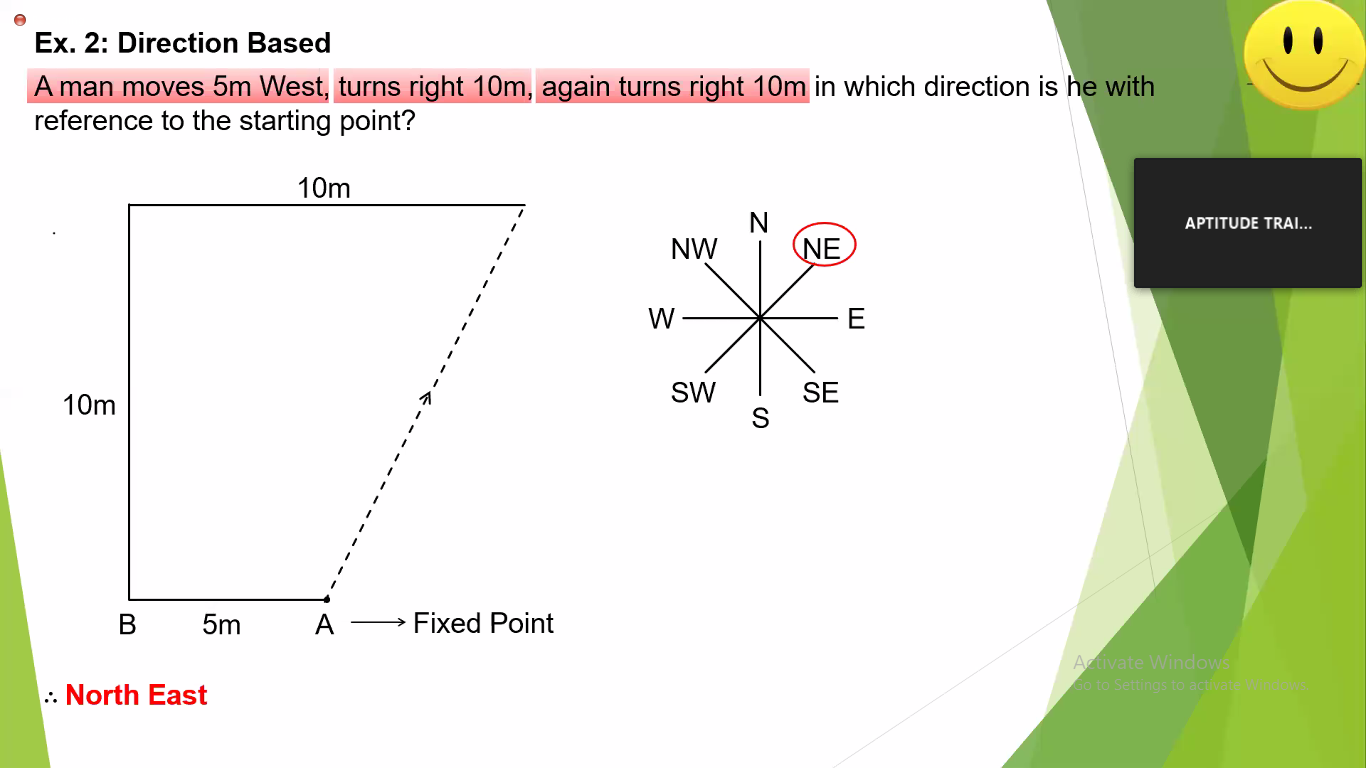 Ex. 2: Direction Based
A man moves 5m West, turns right 10m, again turns right 10m in which direction is he with
reference to the starting point?
10m
N
NW
NE
APTITUDE TRAI...
W
E
SW
SE
S
10m
B
5m
A
Fixed Point
Activate Windows
Go to Settings to activate Windows.
∴ North East